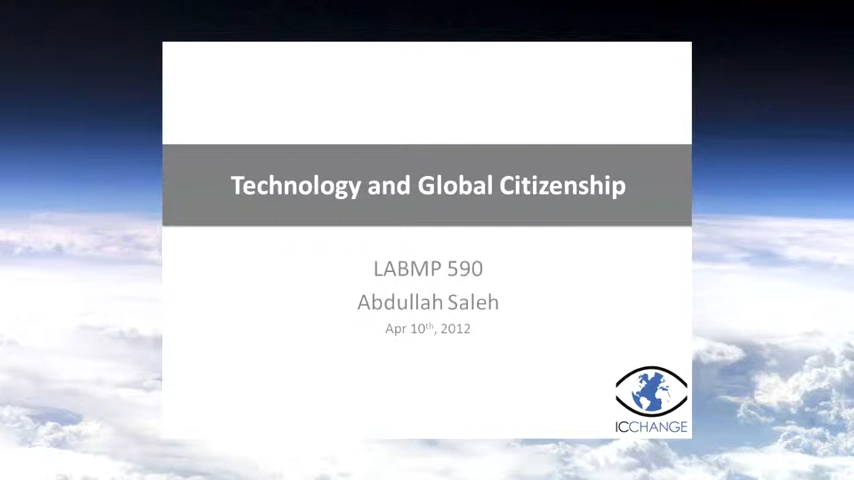 Technology and Global Citizenship
LABMP 590
Abdullah Saleh
Apr 10th, 2012
ICCHANGE